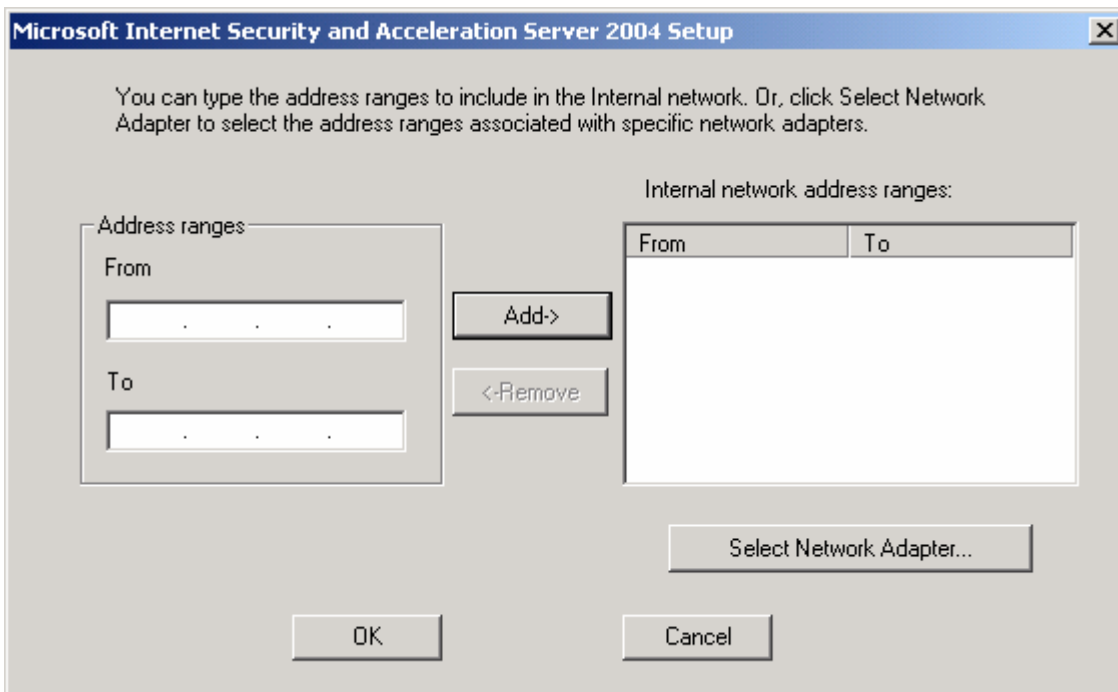 Microsoft Internet Security and Acceleration Server 2004 Setup
You can type the address ranges to include in the Internal network. Or, click Select Network
Adapter to select the address ranges associated with specific network adapters.
Internal network address ranges:
Address ranges
From
To
From
. . .
Add->
To
<-Remove
. . .
Select Network Adapter...
OK
Cancel